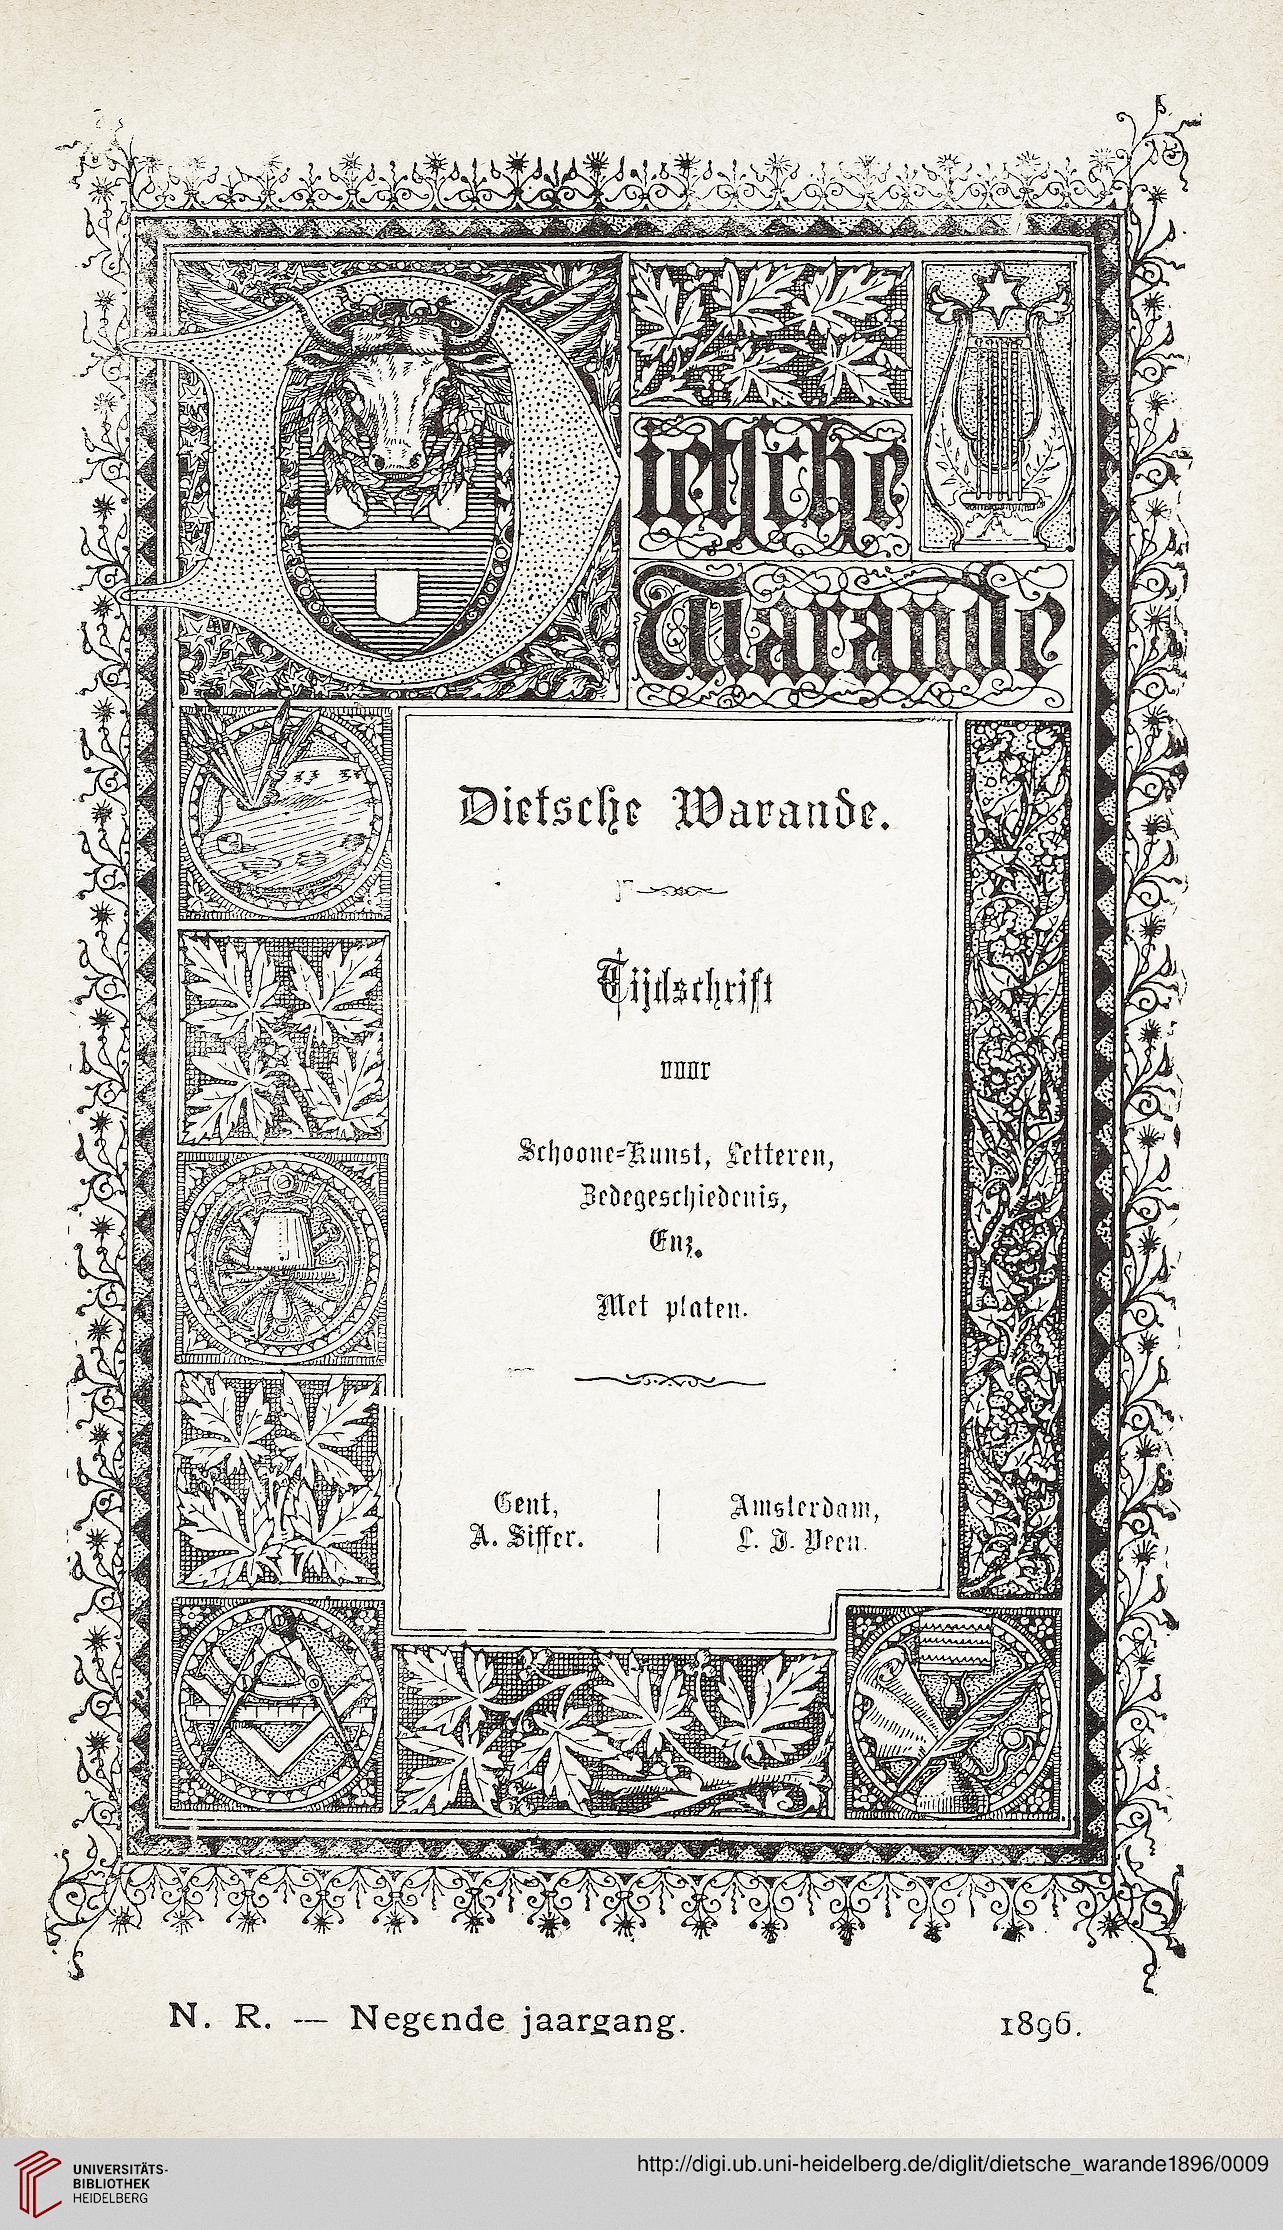 Dietsche
Warande
Dietsche Warande.
Tijdschrift
voor
Schoone-Kunst, Letteren,
Zedegeschiedenis,
Enz.
Met platen.
Gent,
A. Siffer.
Amsterdam,
L. J. Veen.
N. R. — Negende jaargang.
1896.
UNIVERSITÄTS-
BIBLIOTHEK
HEIDELBERG
http://digi.ub.uni-heidelberg.de/diglit/dietsche_warande1896/0009